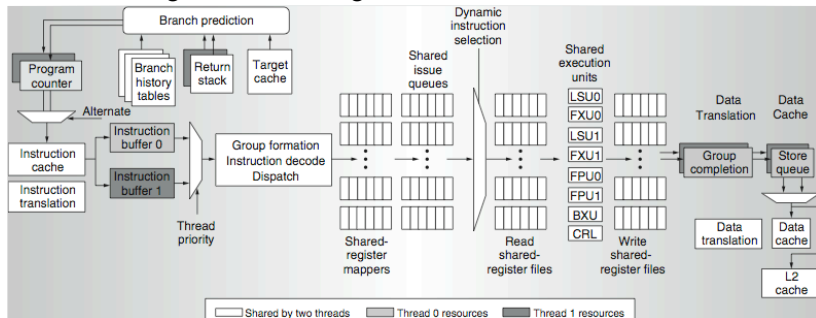 Branch prediction
Dynamic
instruction
selection
Program
counter
Branch
history
tables
Return
stack
Target
cache
Shared
issue
queues
Shared
execution
units
Alternate
LSU0
FXU0
LSU1
FXU1
FPU0
FPU1
BXU
CRL
Data
Translation
Data
Cache
Instruction
cache
Instruction
translation
Instruction
buffer 0
Instruction
buffer 1
Group formation
Instruction decode
Dispatch
Group
completion
Store
queue
Thread
priority
Shared-
register
mappers
Read
shared-
register files
Write
shared-
register files
Data
translation
Data
cache
L2
cache
Shared by two threads
Thread 0 resources
Thread 1 resources